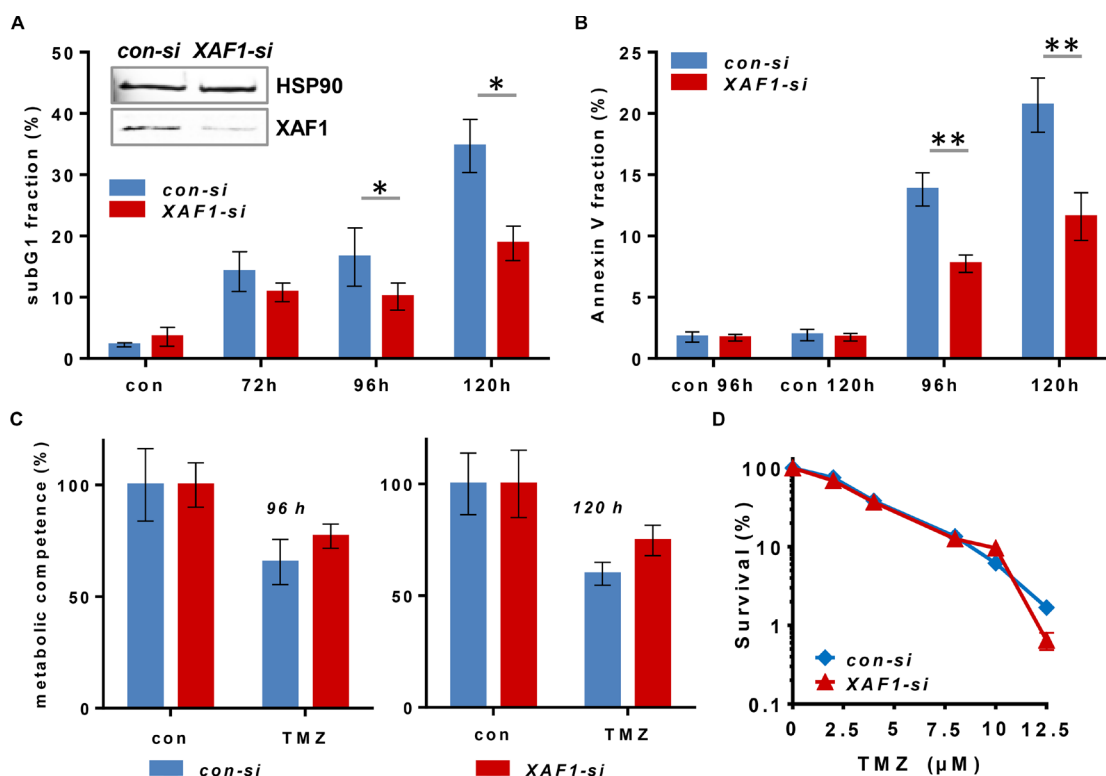 A
con-si XAF1-si
HSP90
XAF1
con-si
XAF1-si
*
*
subG1 fraction (%)
50
40
30
20
10
0
con 72h 96h 120h
B
con-si
XAF1-si
**
**
Annexin V fraction (%)
25
20
15
10
5
0
con 96h con 120h 96h 120h
C
metabolic competence (%)
100
50
0
96 h
con TMZ
100
50
0
120 h
con TMZ
con-si XAF1-si
D
Survival (%)
100
10
1
0.1
con-si
XAF1-si
0 2.5 5 7.5 10 12.5
TMZ (µM)